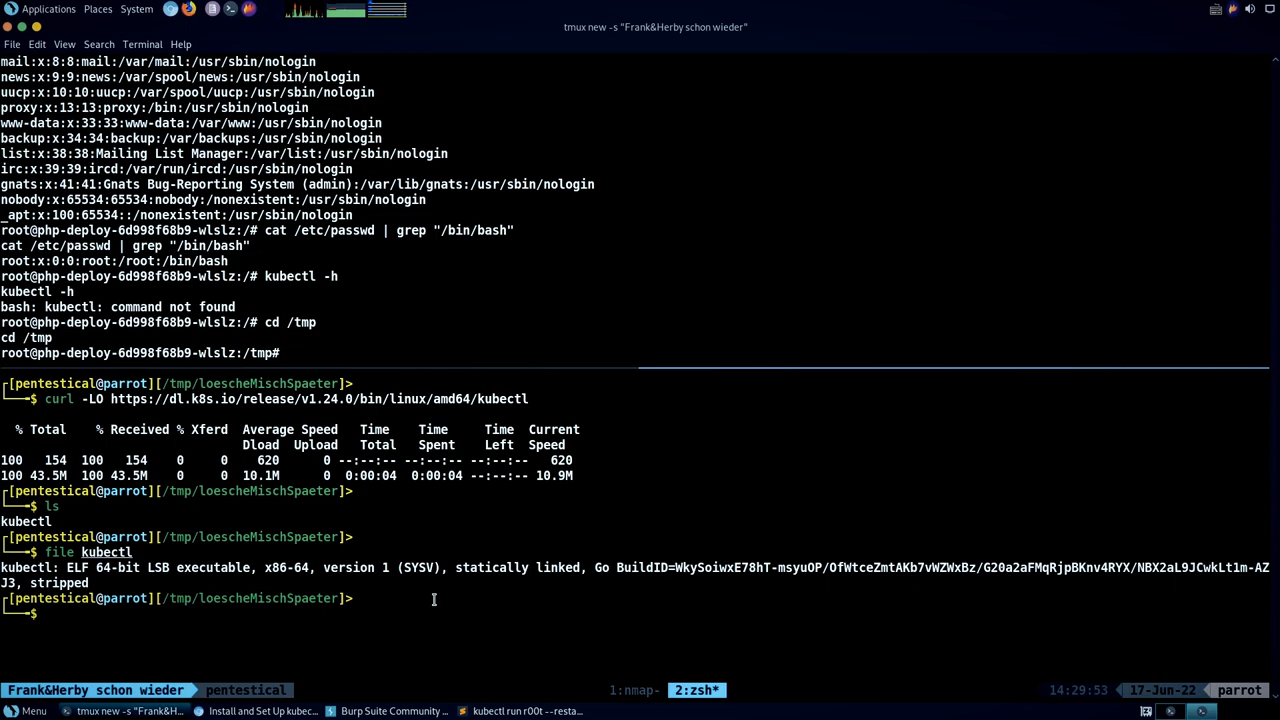 Applications Places System
tmux new -s "Frank&Herby schon wieder"
File Edit View Search Terminal Help
mail:x:8:8:mail:/var/mail:/usr/sbin/nologin
news:x:9:9:news:/var/spool/news:/usr/sbin/nologin
uucp:x:10:10:uucp:/var/spool/uucp:/usr/sbin/nologin
proxy:x:13:13:proxy:/bin:/usr/sbin/nologin
www-data:x:33:33:www-data:/var/www:/usr/sbin/nologin
backup:x:34:34:backup:/var/backups:/usr/sbin/nologin
list:x:38:38:Mailing List Manager:/var/list:/usr/sbin/nologin
irc:x:39:39:ircd:/var/run/ircd:/usr/sbin/nologin
gnats:x:41:41:Gnats Bug-Reporting System (admin):/var/lib/gnats:/usr/sbin/nologin
nobody:x:65534:65534:nobody:/nonexistent:/usr/sbin/nologin
_apt:x:100:65534::/nonexistent:/usr/sbin/nologin
root@php-deploy-6d998f68b9-wlslz:/# cat /etc/passwd | grep "/bin/bash"
cat /etc/passwd | grep "/bin/bash"
root:x:0:0:root:/root:/bin/bash
root@php-deploy-6d998f68b9-wlslz:/# kubectl -h
kubectl -h
bash: kubectl: command not found
root@php-deploy-6d998f68b9-wlslz:/# cd /tmp
cd /tmp
root@php-deploy-6d998f68b9-wlslz:/tmp#
[pentestical@parrot][/tmp/loescheMischSpaeter]>
$ curl -LO https://dl.k8s.io/release/v1.24.0/bin/linux/amd64/kubectl
% Total % Received % Xferd Average Speed Time Time Time Current
Dload Upload Total Spent Left Speed
100 154 100 154 0 0 620 0 --:--:-- --:--:-- --:--:-- 620
100 43.5M 100 43.5M 0 0 10.1M 0 0:00:04 0:00:04 --:--:-- 10.9M
[pentestical@parrot][/tmp/loescheMischSpaeter]>
$ ls
kubectl
[pentestical@parrot][/tmp/loescheMischSpaeter]>
$ file kubectl
kubectl: ELF 64-bit LSB executable, x86-64, version 1 (SYSV), statically linked, Go BuildID=WkySoiwxE78hT-msyuOP/OfWtceZmtAKb7vWZWxBz/G20a2aFMqRjpBKnv4RYX/NBX2aL9JCwkLt1m-AZ
J3, stripped
[pentestical@parrot][/tmp/loescheMischSpaeter]>
$
Frank&Herby schon wieder pentestical 1:nmap- 2:zsh* 14:29:53 17-Jun-22 parrot
Menu tmux new -s "Frank&H... Install and Set Up kubec... Burp Suite Community ... kubectl run r00t --resta...